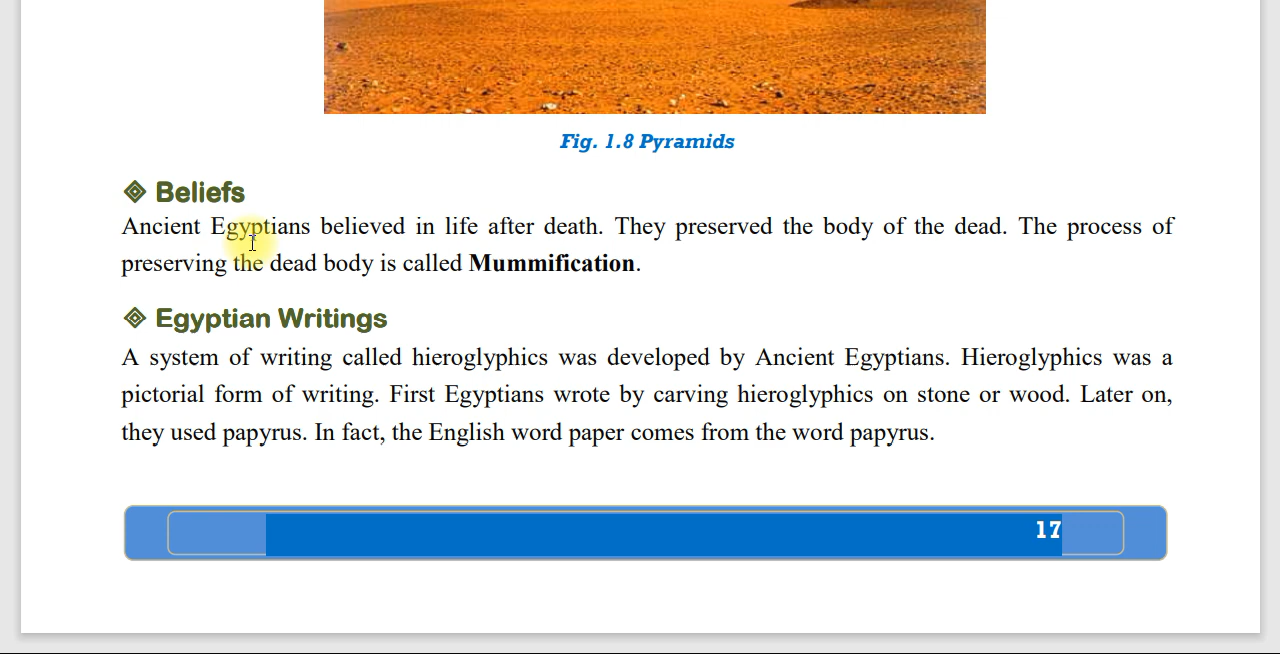 Fig. 1.8 Pyramids
Beliefs
Ancient Egyptians believed in life after death. They preserved the body of the dead. The process of
preserving the dead body is called Mummification.
Egyptian Writings
A system of writing called hieroglyphics was developed by Ancient Egyptians. Hieroglyphics was a
pictorial form of writing. First Egyptians wrote by carving hieroglyphics on stone or wood. Later on,
they used papyrus. In fact, the English word paper comes from the word papyrus.
17